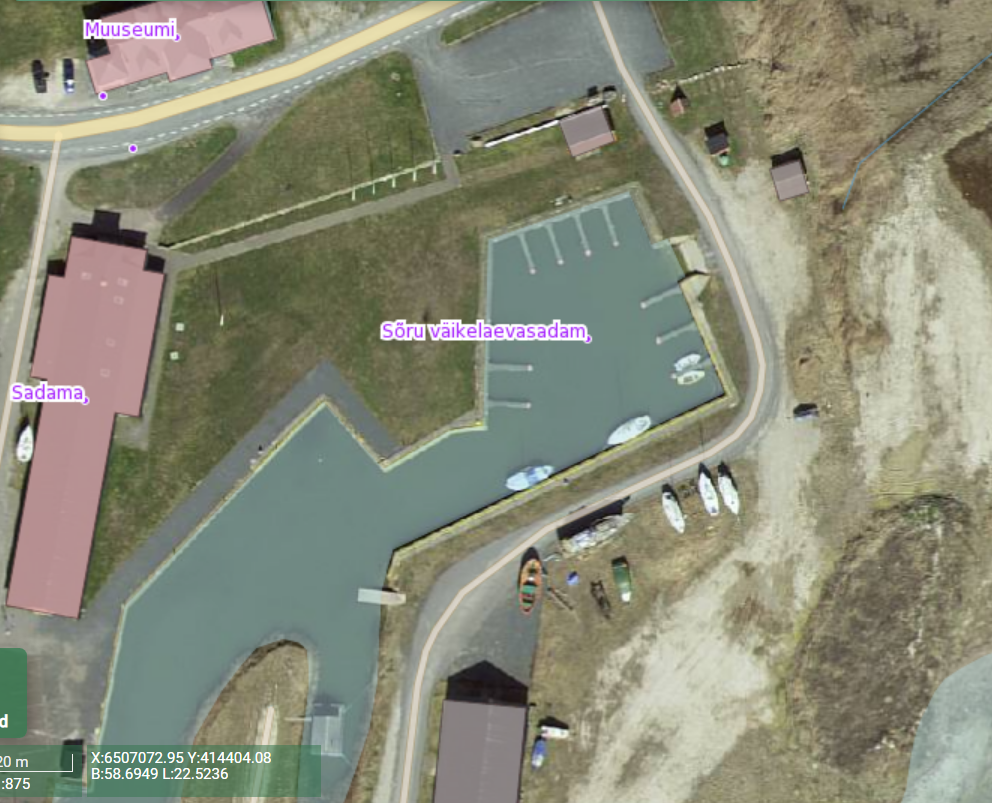 Muuseumi,
Sõru väikelaevasadam,
Sadama,
d
20 m
:875
X:6507072.95 Y:414404.08
B:58.6949 L:22.5236